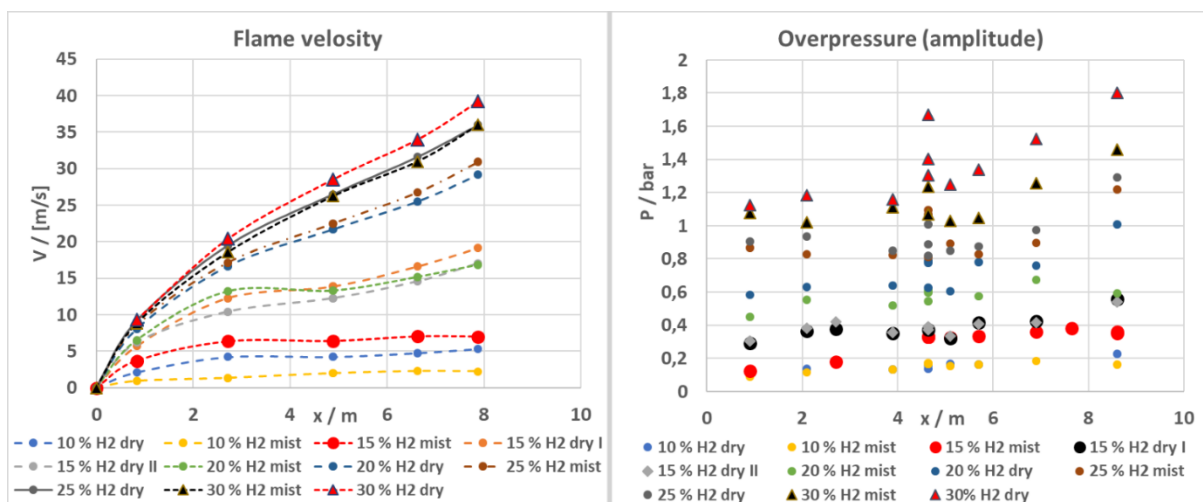 Flame velosity
45
40
35
30
25
20
15
10
5
0
V / [m/s]
0 2 4 6 8 10
x / m
10 % H2 dry 10 % H2 mist 15 % H2 mist 15 % H2 dry I
15 % H2 dry II 20 % H2 mist 20 % H2 dry 25 % H2 mist
25 % H2 dry 30 % H2 mist 30 % H2 dry
Overpressure (amplitude)
2
1,8
1,6
1,4
1,2
1
0,8
0,6
0,4
0,2
0
P / bar
0 2 4 6 8 10
x / m
10 % H2 dry 10 % H2 mist 15 % H2 mist 15 % H2 dry I
15 % H2 dry II 20 % H2 mist 20 % H2 dry 25 % H2 mist
25 % H2 dry 30 % H2 mist 30% H2 dry